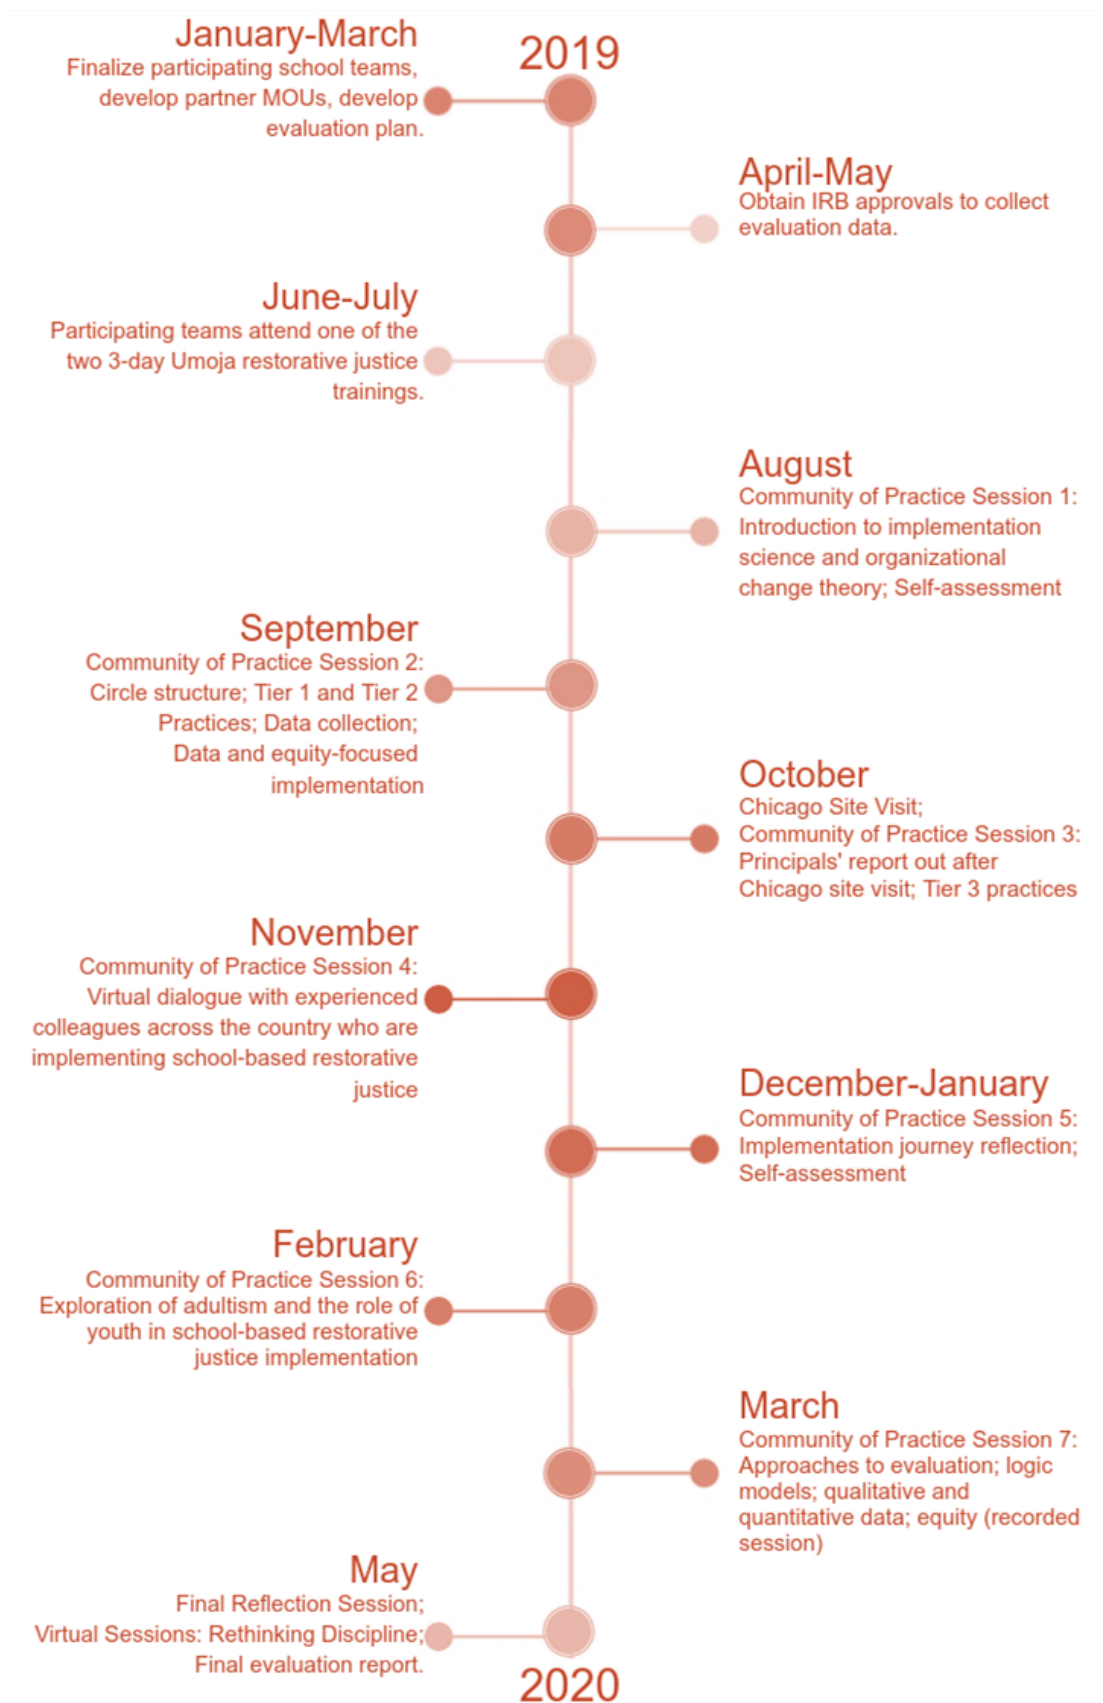 January-March
Finalize participating school teams,
develop partner MOUs, develop
evaluation plan.
2019
April-May
Obtain IRB approvals to collect
evaluation data.
June-July
Participating teams attend one of the
two 3-day Umoja restorative justice
trainings.
August
Community of Practice Session 1:
Introduction to implementation
science and organizational
change theory; Self-assessment
September
Community of Practice Session 2:
Circle structure; Tier 1 and Tier 2
Practices; Data collection;
Data and equity-focused
implementation
October
Chicago Site Visit;
Community of Practice Session 3:
Principals' report out after
Chicago site visit; Tier 3 practices
November
Community of Practice Session 4:
Virtual dialogue with experienced
colleagues across the country who are
implementing school-based restorative
justice
December-January
Community of Practice Session 5:
Implementation journey reflection;
Self-assessment
February
Community of Practice Session 6:
Exploration of adultism and the role of
youth in school-based restorative
justice implementation
March
Community of Practice Session 7:
Approaches to evaluation; logic
models; qualitative and
quantitative data; equity (recorded
session)
May
Final Reflection Session;
Virtual Sessions: Rethinking Discipline;
Final evaluation report.
2020